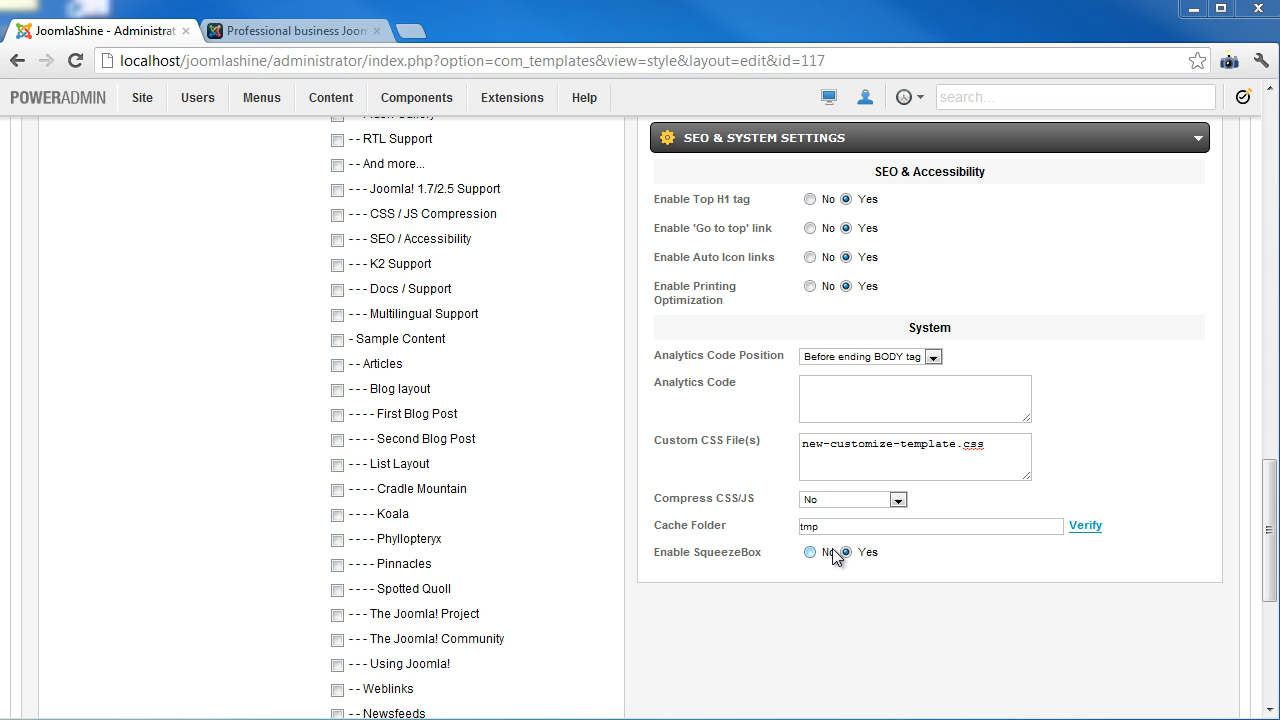 JoomlaShine - Administrat
Professional business Joon
localhost/joomlashine/administrator/index.php?option=com_templates&view=style&layout=edit&id=117
POWERADMIN
Site
Users
Menus
Content
Components
Extensions
Help
search...
- - RTL Support
- - And more...
- - - Joomla! 1.7/2.5 Support
- - - CSS / JS Compression
- - - SEO / Accessibility
- - - K2 Support
- - - Docs / Support
- - - Multilingual Support
- Sample Content
- - Articles
- - - Blog layout
- - - - First Blog Post
- - - - Second Blog Post
- - - List Layout
- - - - Cradle Mountain
- - - - Koala
- - - - Phyllopteryx
- - - - Pinnacles
- - - - Spotted Quoll
- - - The Joomla! Project
- - - The Joomla! Community
- - - Using Joomla!
- - Weblinks
- - Newsfeeds
SEO & SYSTEM SETTINGS
SEO & Accessibility
Enable Top H1 tag No Yes
Enable 'Go to top' link No Yes
Enable Auto Icon links No Yes
Enable Printing
Optimization No Yes
System
Analytics Code Position Before ending BODY tag
Analytics Code
Custom CSS File(s) new-customize-template.css
Compress CSS/JS No
Cache Folder tmp Verify
Enable SqueezeBox No Yes